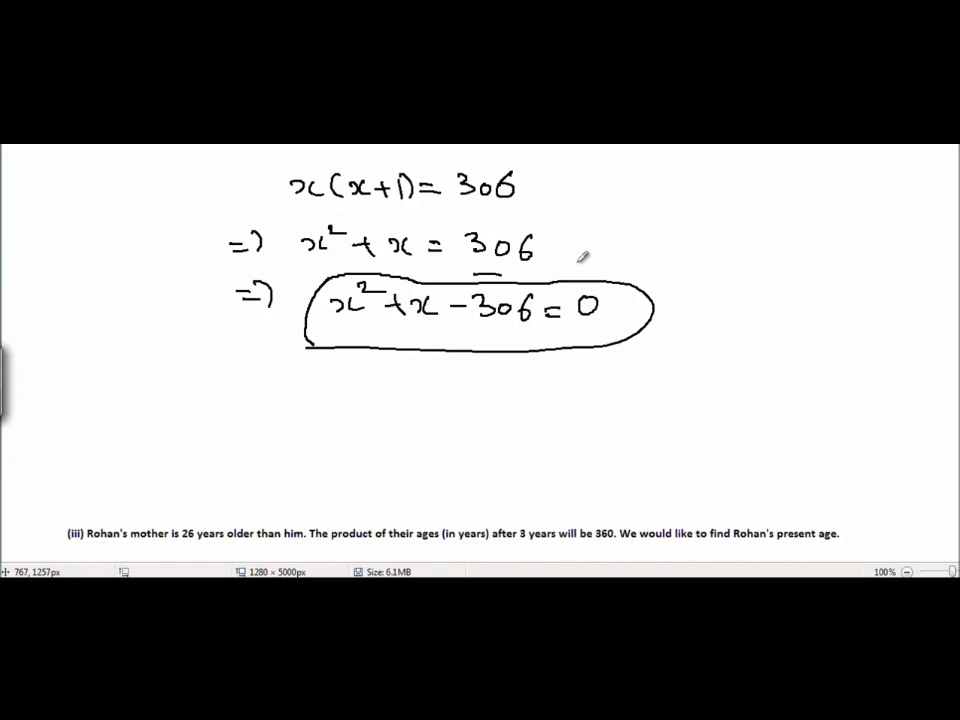 x(x+1)=306
=> x² + x = 306
=> x² + x − 306 = 0
(iii) Rohan's mother is 26 years older than him. The product of their ages (in years) after 3 years will be 360. We would like to find Rohan's present age.
767, 1257px 1280 × 5000px Size: 6.1MB 100%